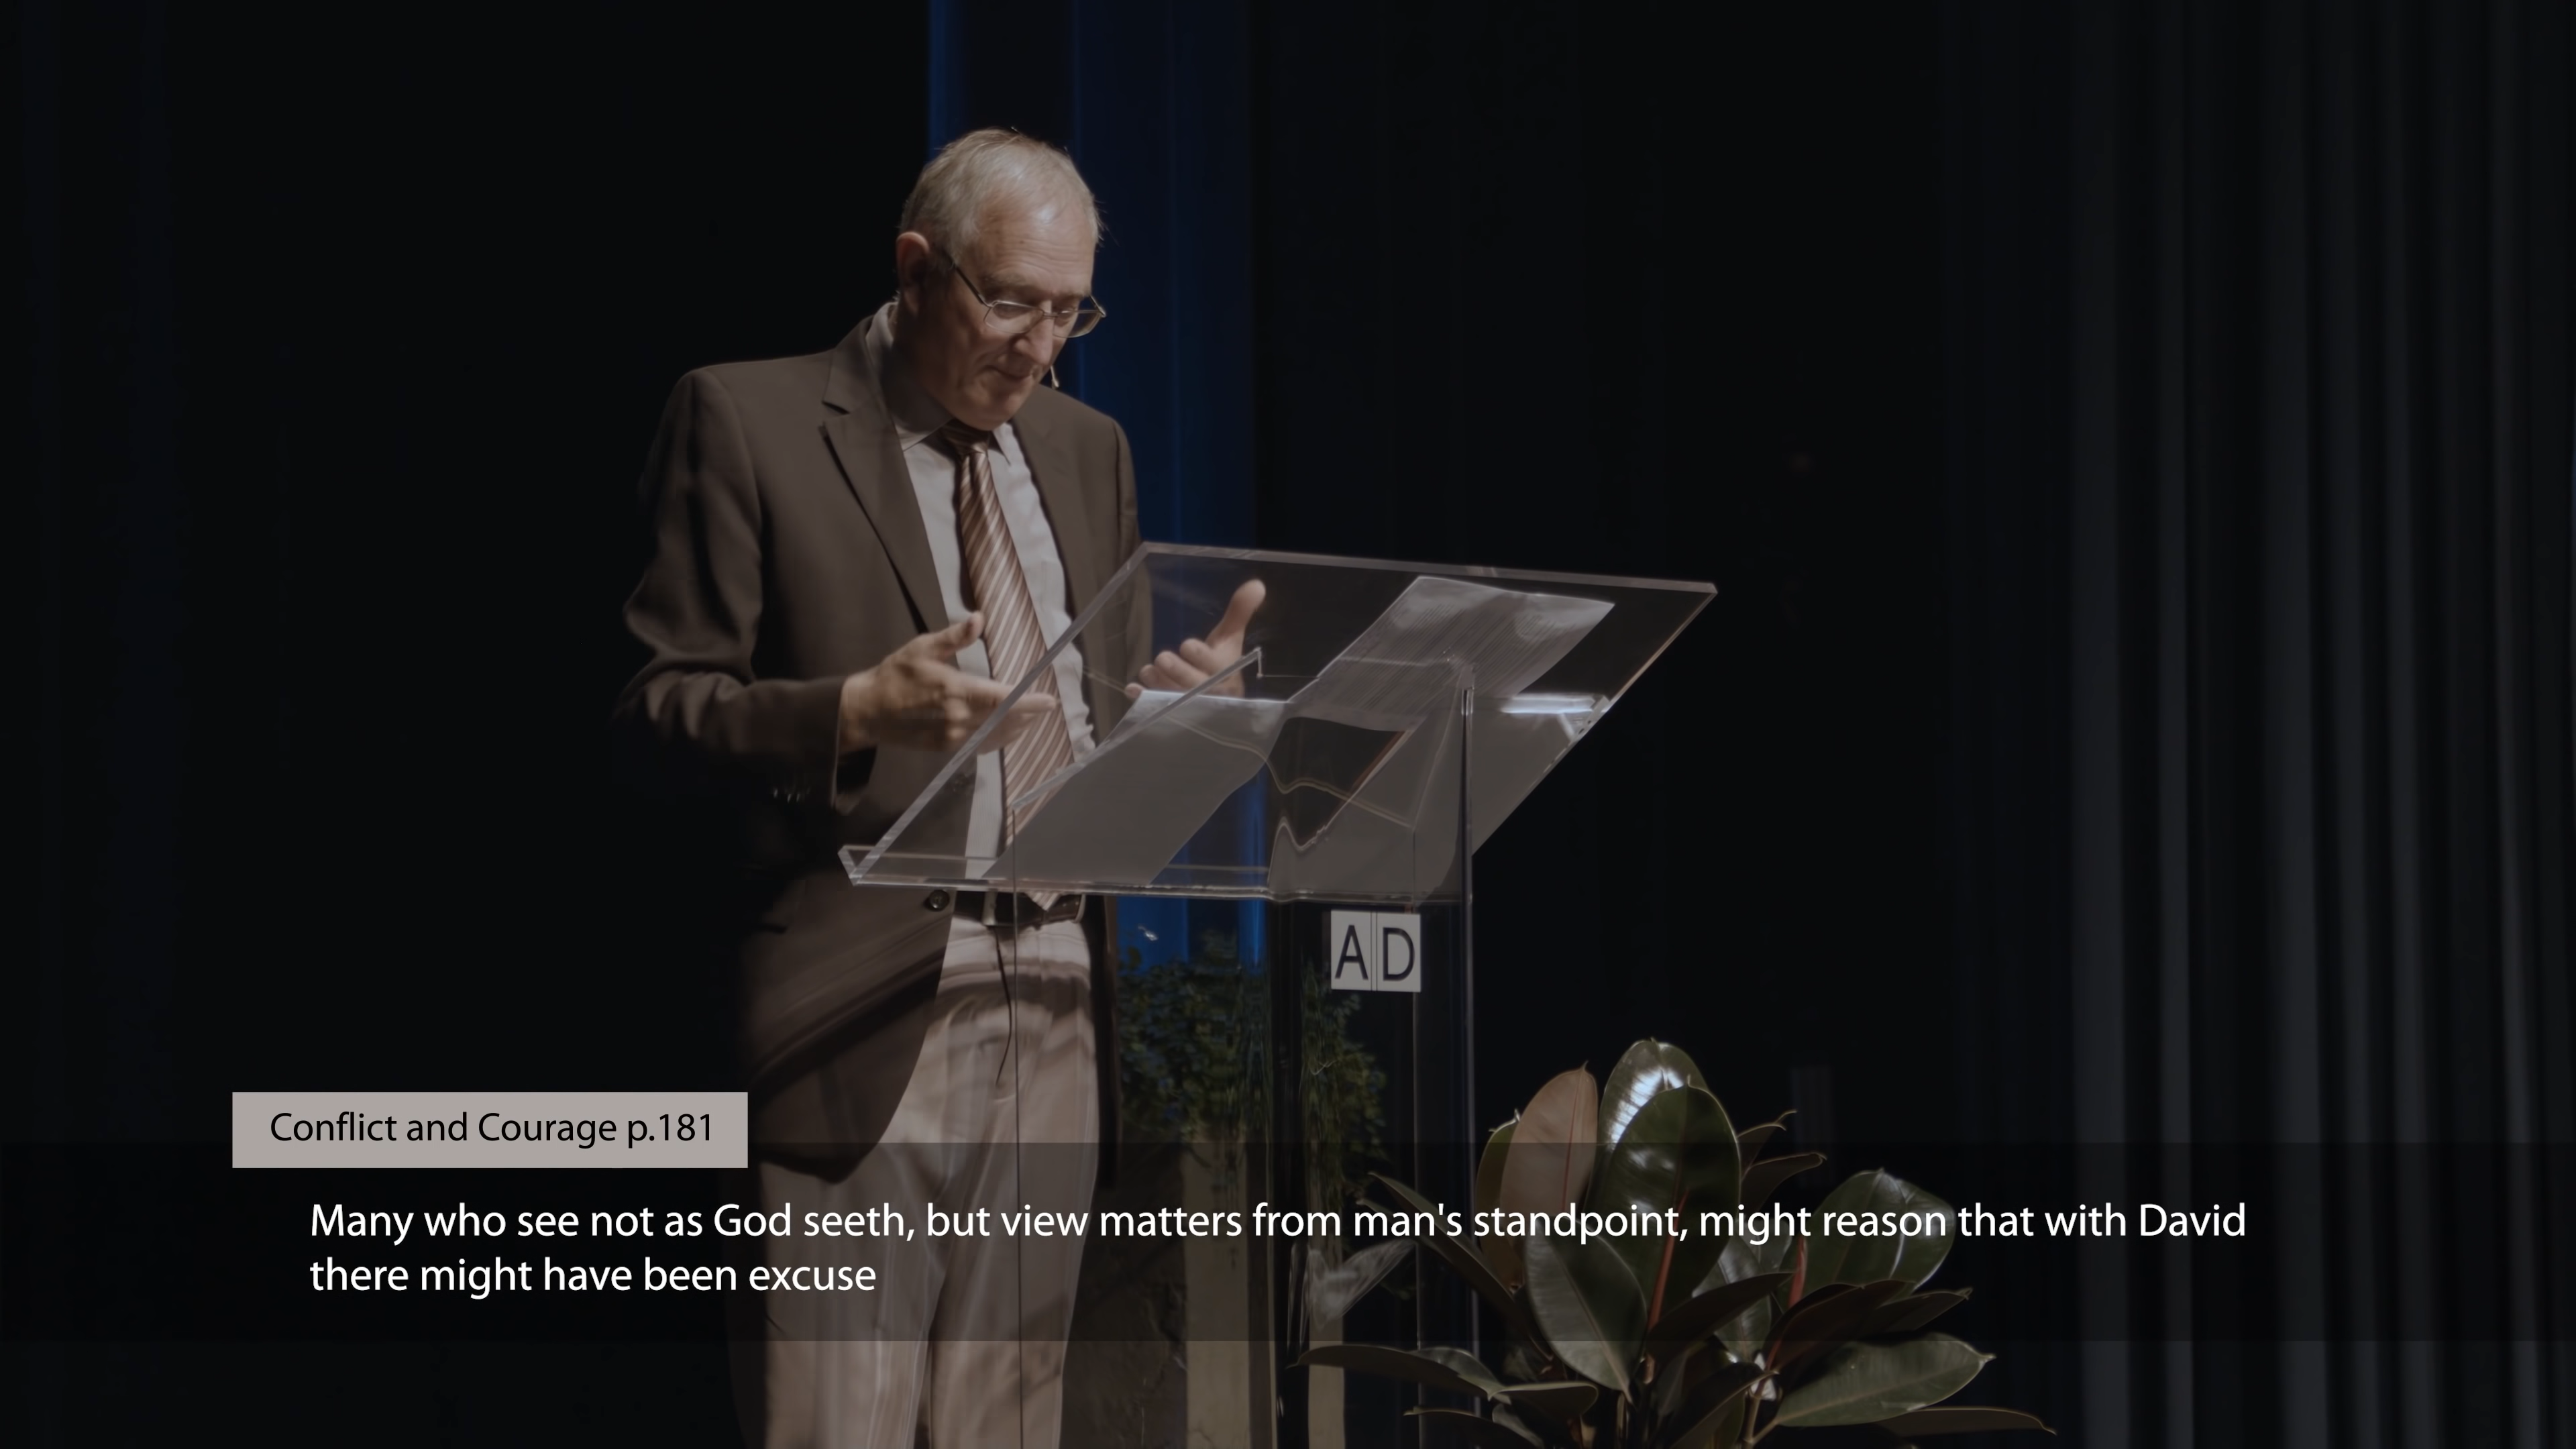 AD
Conflict and Courage p.181
Many who see not as God seeth, but view matters from man's standpoint, might reason that with David
there might have been excuse